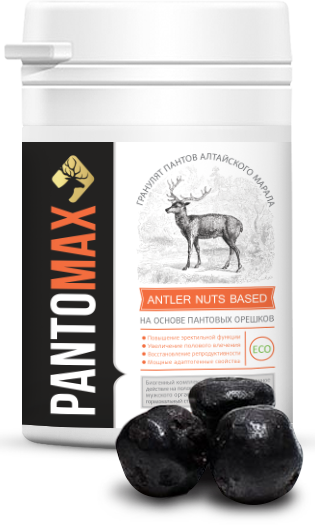 PANTOMAX
ГРАНУЛЯТ ПАНТОВ АЛТАЙСКОГО МАРАЛА
ANTLER NUTS BASED
НА ОСНОВЕ ПАНТОВЫХ ОРЕШКОВ
• Повышение эректильной функции
• Увеличение полового влечения
• Восстановление репродуктивности
• Мощные адаптогенные свойства
ECO